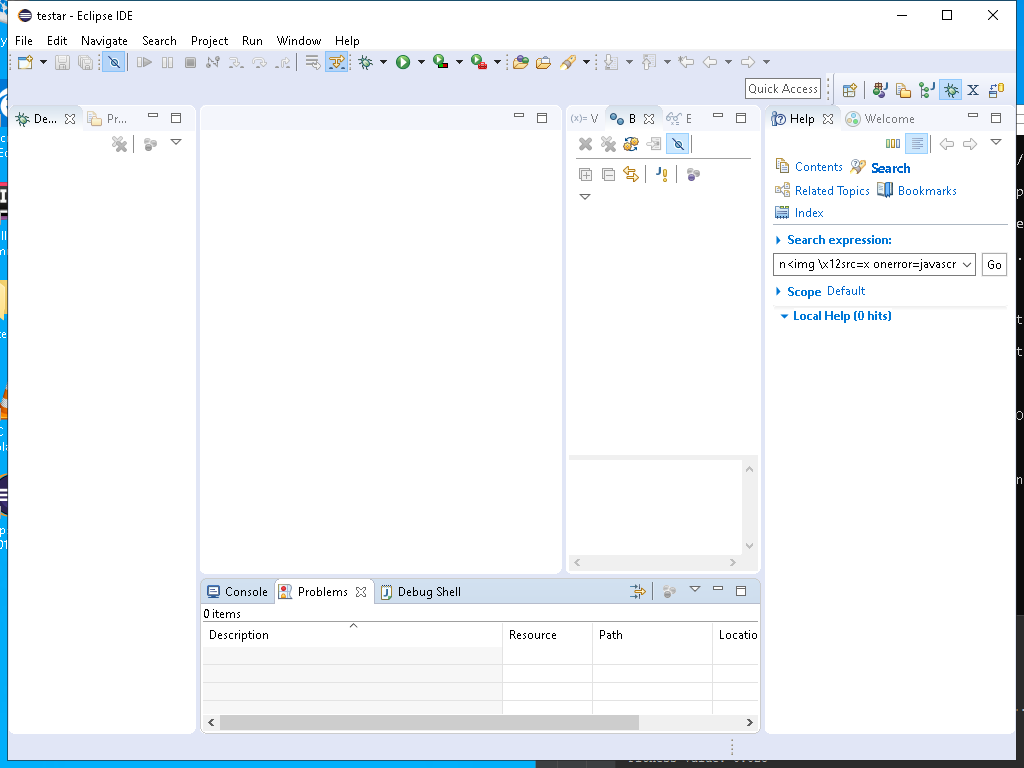 testar - Eclipse IDE
File Edit Navigate Search Project Run Window Help
Quick Access
De... Pr... (x)= V B E Help Welcome
Contents Search
Related Topics Bookmarks
Index
Search expression:
n<img \x12src=x onerror=javascr Go
Scope Default
Local Help (0 hits)
Console Problems Debug Shell
0 items
Description Resource Path Locatio